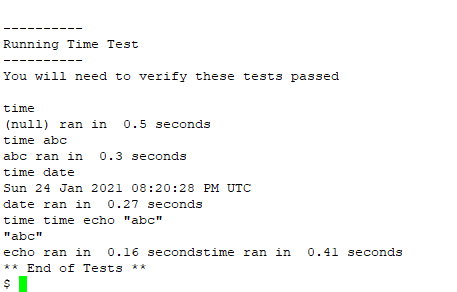 ----------
Running Time Test
----------
You will need to verify these tests passed

time
(null) ran in  0.5 seconds
time abc
abc ran in  0.3 seconds
time date
Sun 24 Jan 2021 08:20:28 PM UTC
date ran in  0.27 seconds
time time echo "abc"
"abc"
echo ran in  0.16 secondstime ran in  0.41 seconds
** End of Tests **
$